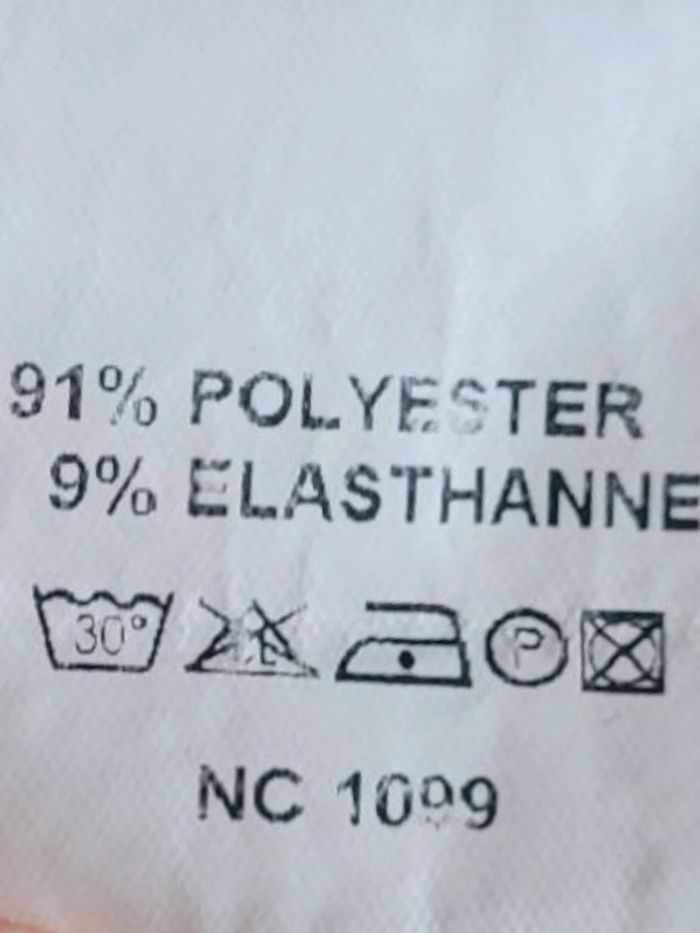 91% POLYESTER
9% ELASTHANNE
30° P
NC 1099